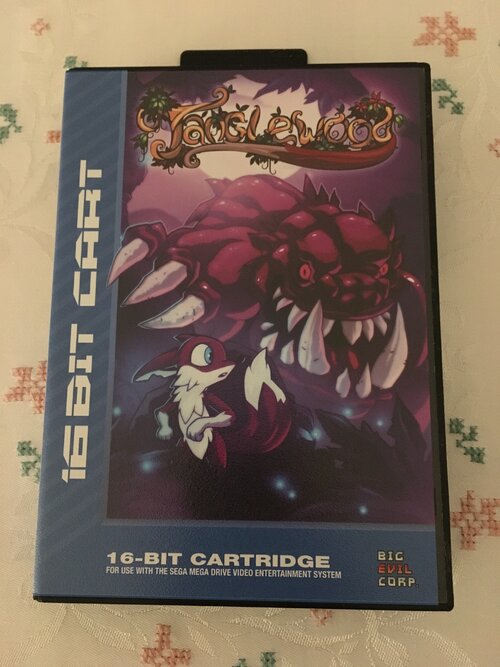 Tanglewood
16 BIT CART
16-BIT CARTRIDGE
FOR USE WITH THE SEGA MEGA DRIVE VIDEO ENTERTAINMENT SYSTEM
BIG
EVIL
CORP